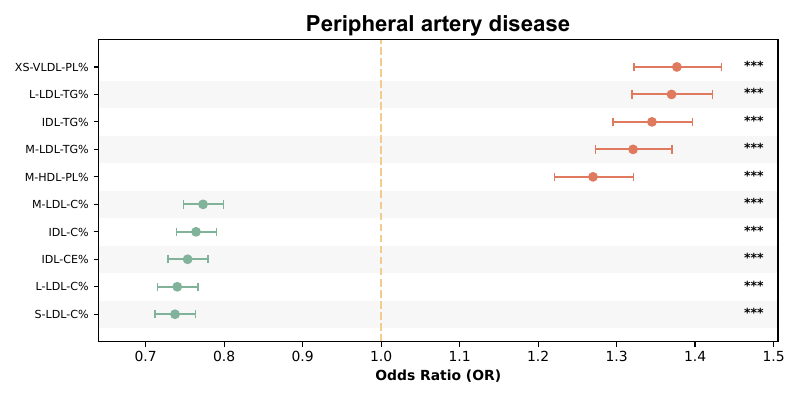 Peripheral artery disease
XS-VLDL-PL% ***
L-LDL-TG% ***
IDL-TG% ***
M-LDL-TG% ***
M-HDL-PL% ***
M-LDL-C% ***
IDL-C% ***
IDL-CE% ***
L-LDL-C% ***
S-LDL-C% ***
0.7 0.8 0.9 1.0 1.1 1.2 1.3 1.4 1.5
Odds Ratio (OR)